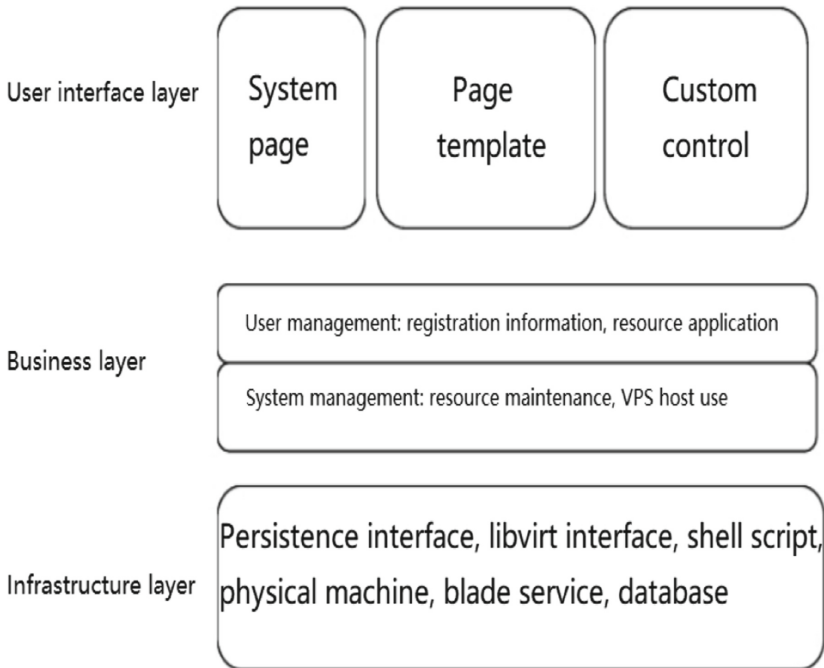 User interface layer
System
page
Page
template
Custom
control
Business layer
User management: registration information, resource application
System management: resource maintenance, VPS host use
Infrastructure layer
Persistence interface, libvirt interface, shell script,
physical machine, blade service, database